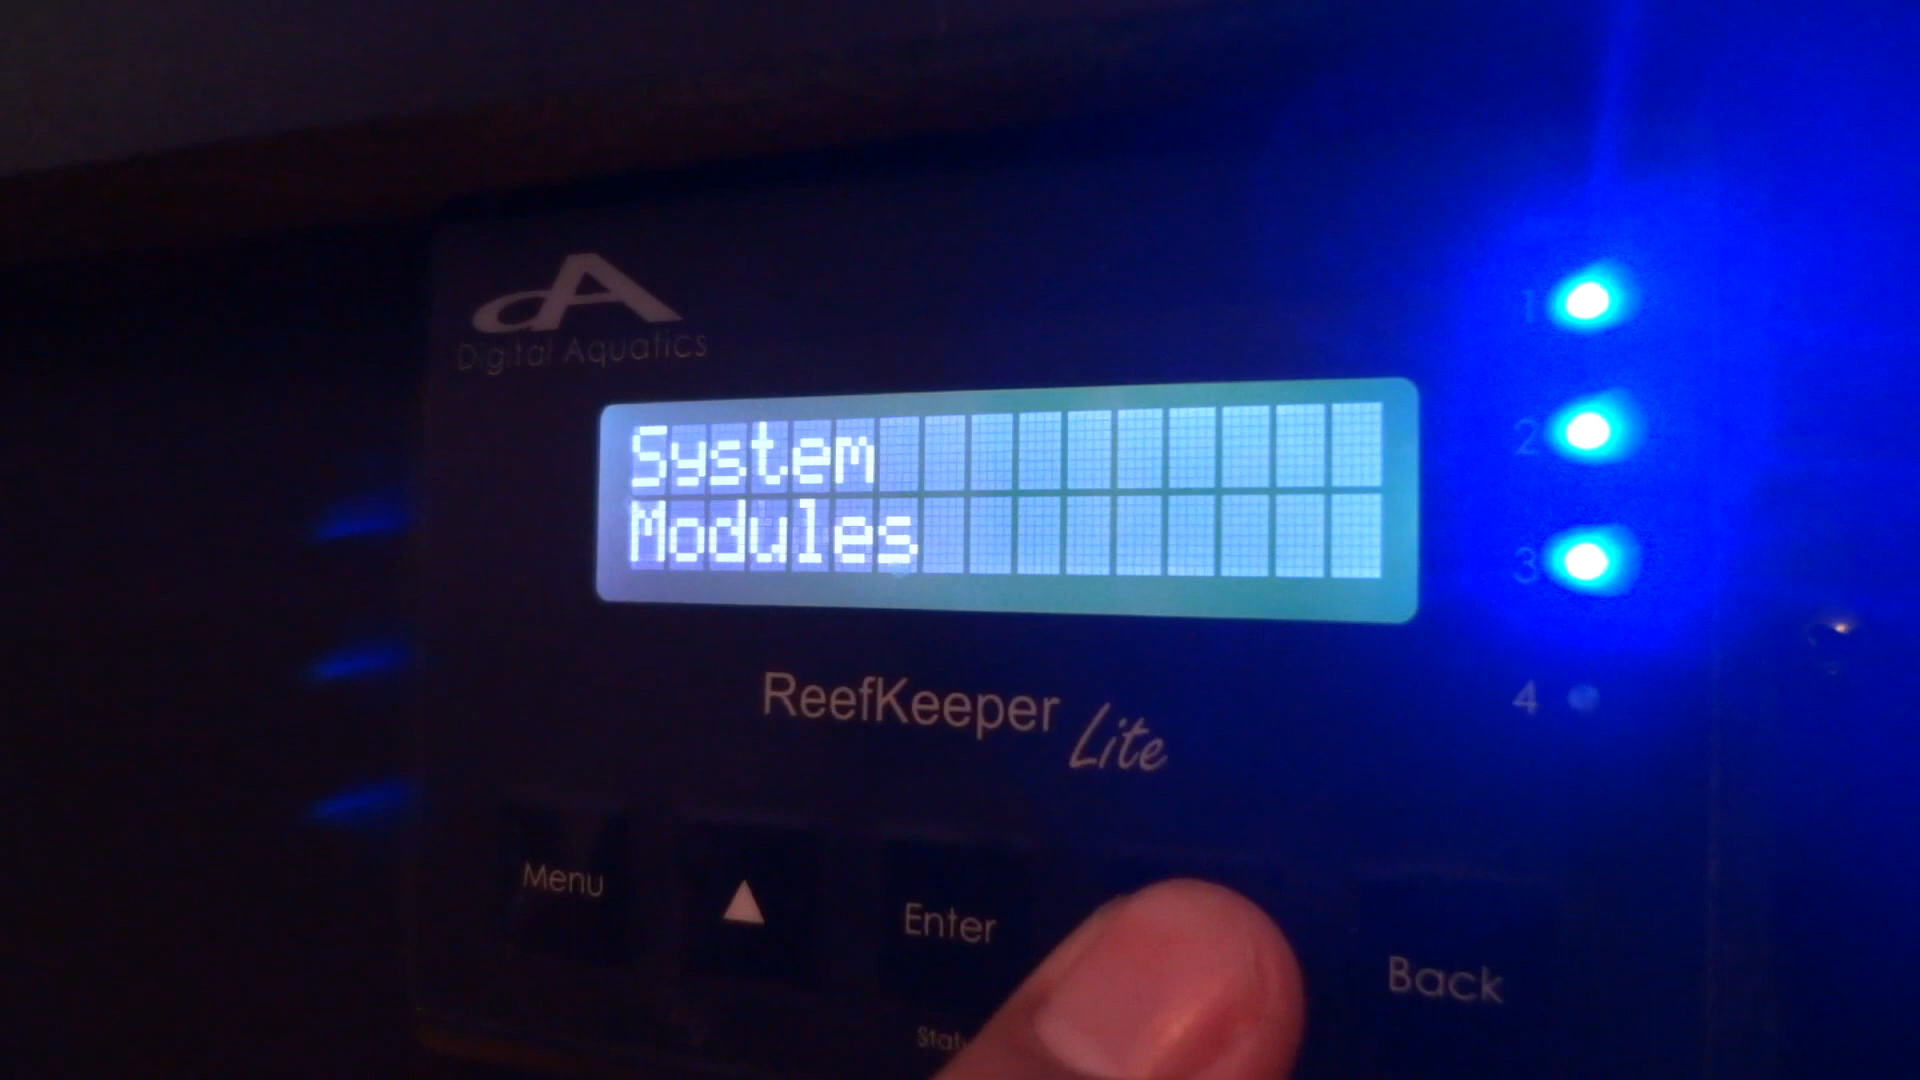 dA
Digital Aquatics
System
Modules
ReefKeeper Lite
1
2
3
4
Menu
Enter
Back